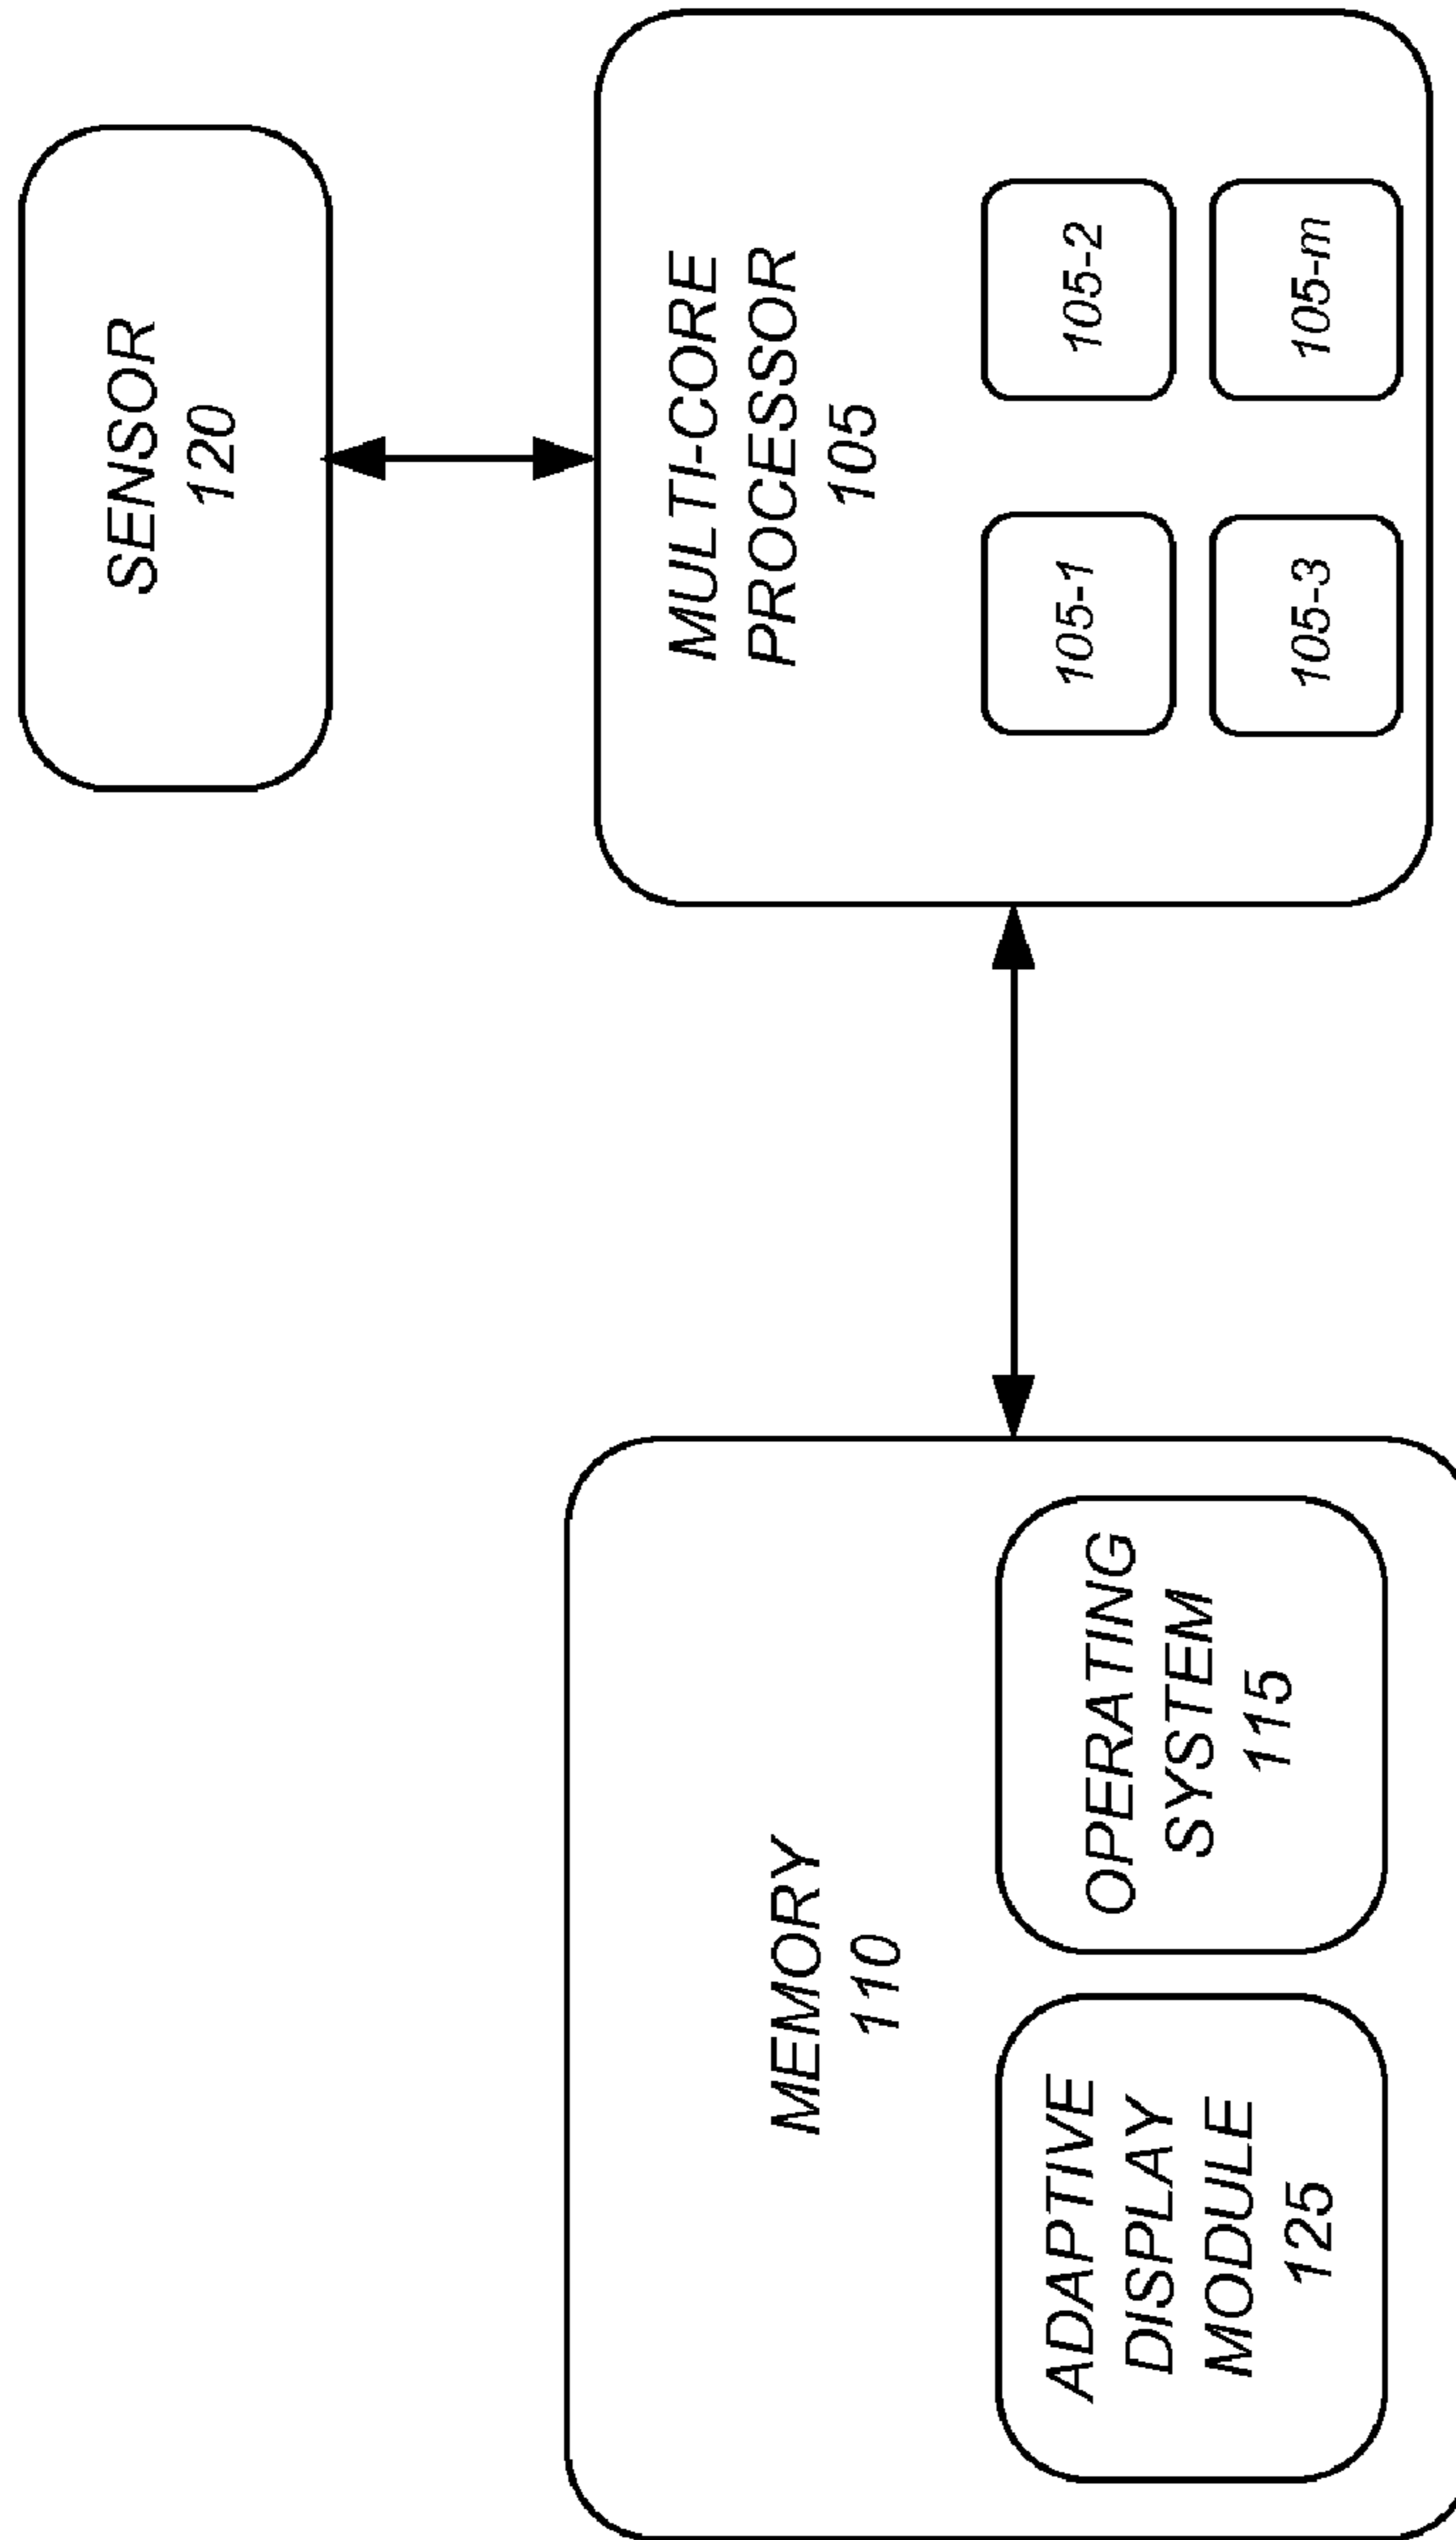 SENSOR
120
MEMORY
110
MULTI-CORE
PROCESSOR
105
ADAPTIVE
DISPLAY
MODULE
125
OPERATING
SYSTEM
115
105-1
105-2
105-3
105-m